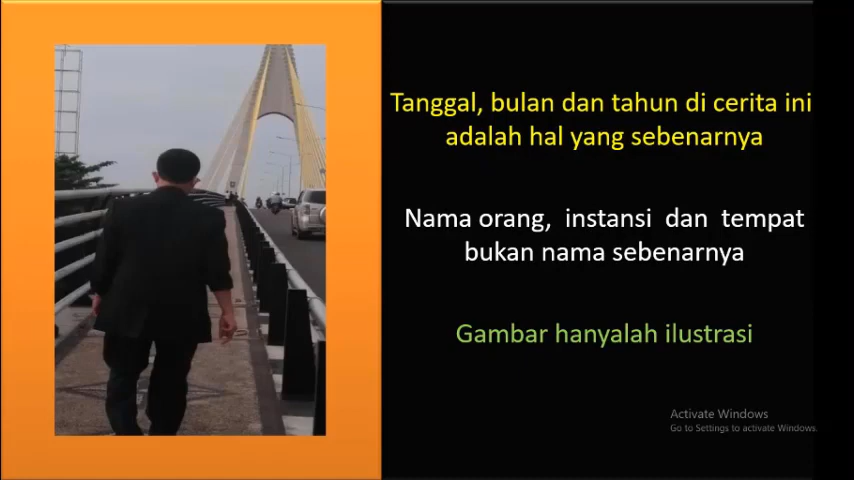 Tanggal, bulan dan tahun di cerita ini
adalah hal yang sebenarnya
Nama orang, instansi dan tempat
bukan nama sebenarnya
Gambar hanyalah ilustrasi
Activate Windows
Go to Settings to activate Windows.